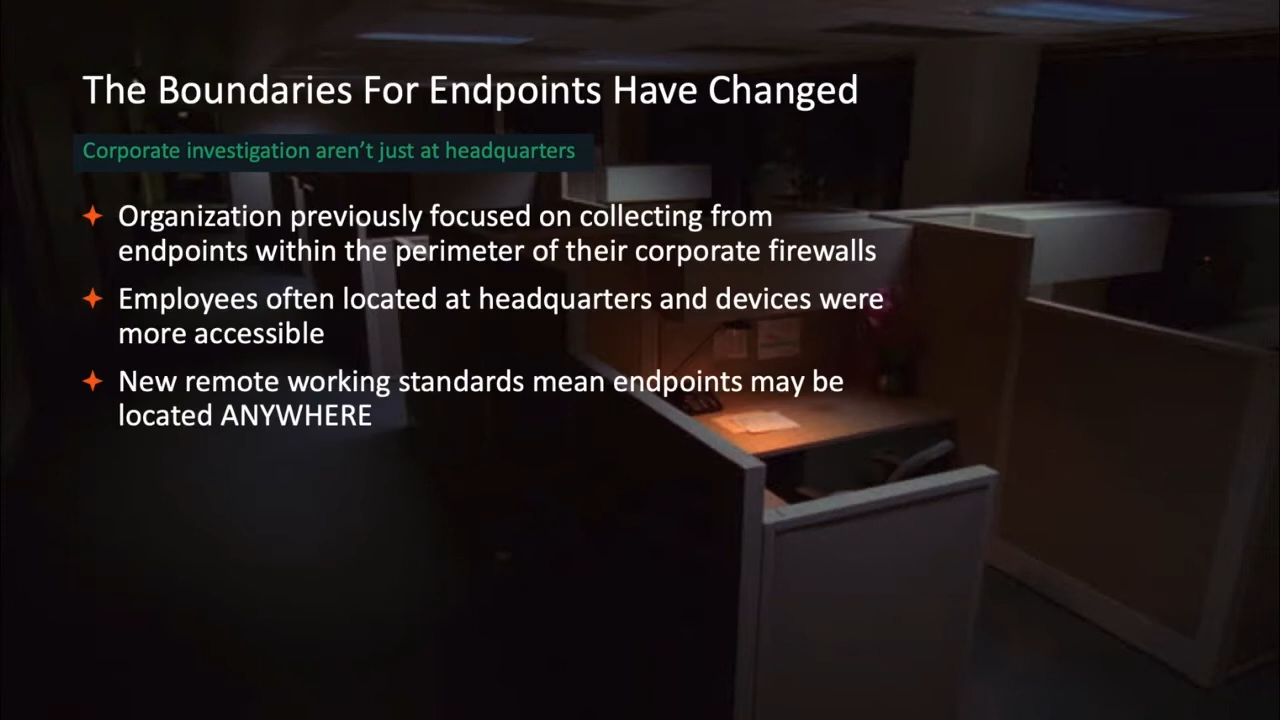 The Boundaries For Endpoints Have Changed
Corporate investigation aren’t just at headquarters
Organization previously focused on collecting from
endpoints within the perimeter of their corporate firewalls
Employees often located at headquarters and devices were
more accessible
New remote working standards mean endpoints may be
located ANYWHERE